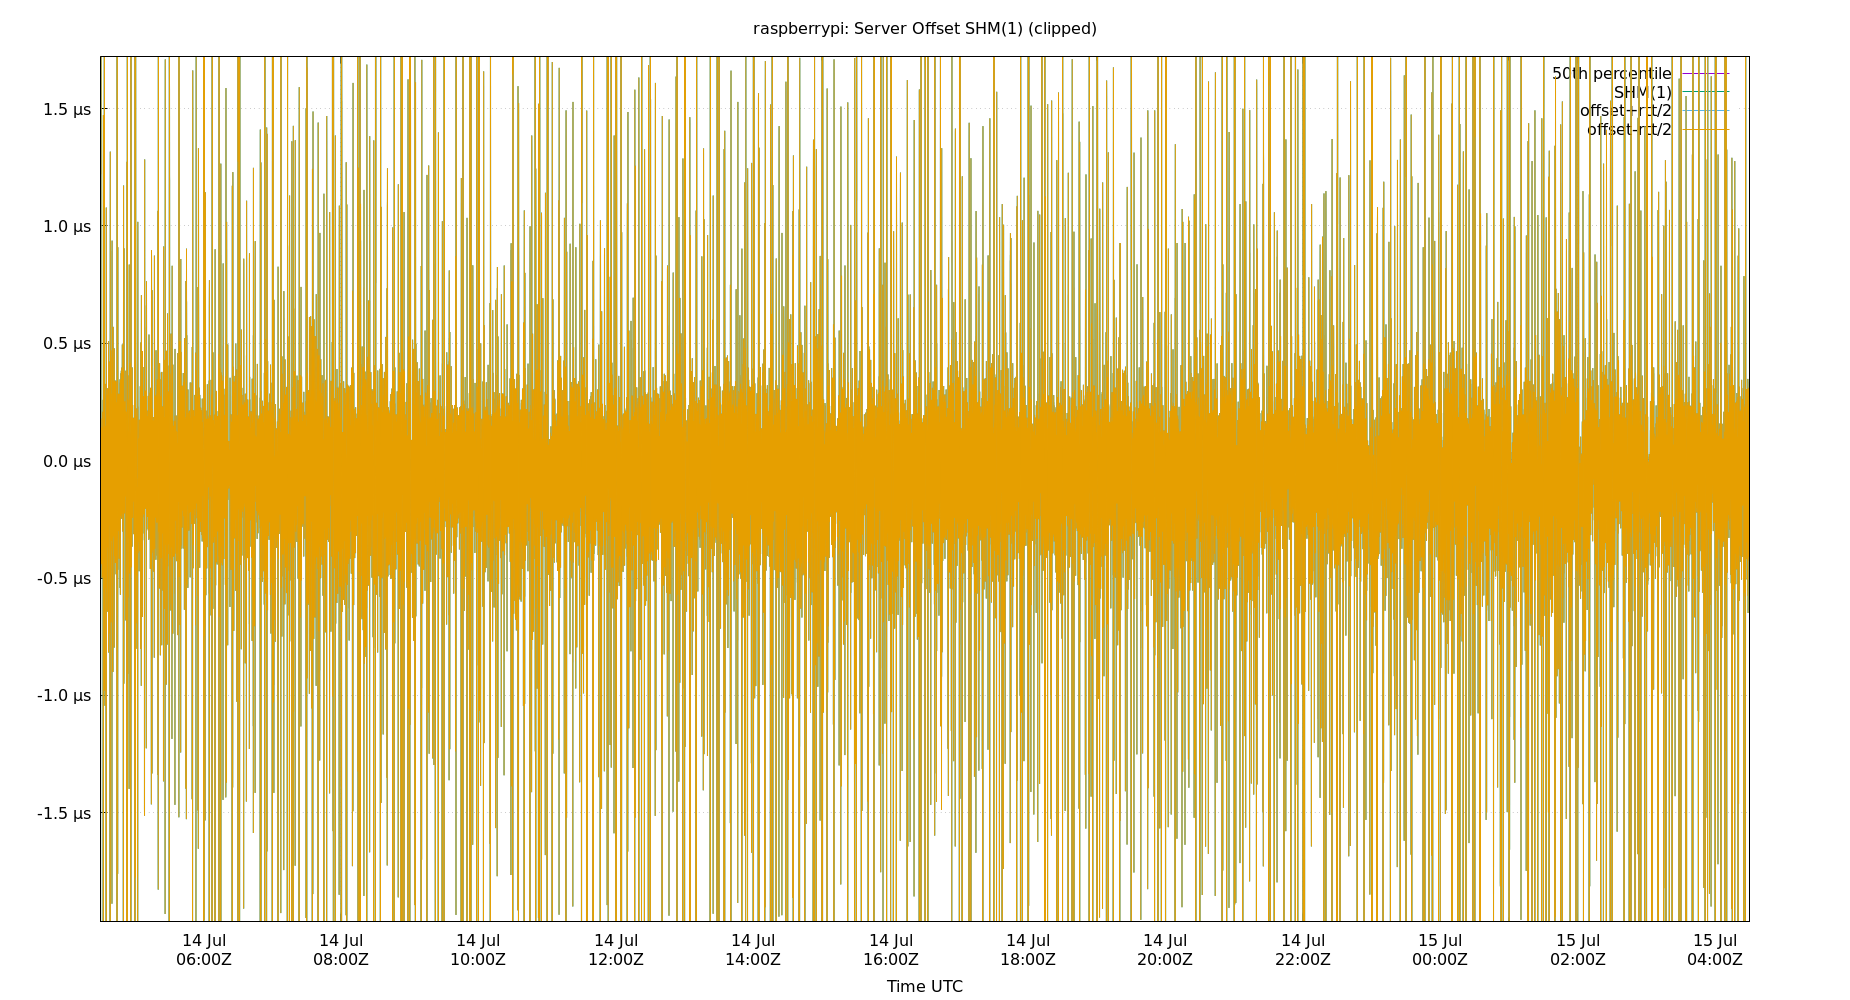 raspberrypi: Server Offset SHM(1) (clipped)
50th percentile
SHM(1)
offset+rtt/2
offset-rtt/2
1.5 µs
1.0 µs
0.5 µs
0.0 µs
-0.5 µs
-1.0 µs
-1.5 µs
14 Jul 14 Jul 14 Jul 14 Jul 14 Jul 14 Jul 14 Jul 14 Jul 14 Jul 15 Jul 15 Jul 15 Jul
06:00Z 08:00Z 10:00Z 12:00Z 14:00Z 16:00Z 18:00Z 20:00Z 22:00Z 00:00Z 02:00Z 04:00Z
Time UTC